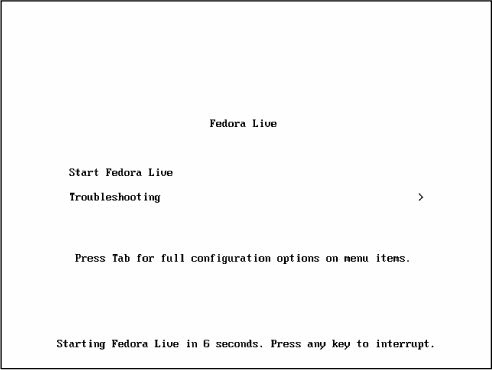 Fedora Live
Start Fedora Live
Troubleshooting >
Press Tab for full configuration options on menu items.
Starting Fedora Live in 6 seconds. Press any key to interrupt.